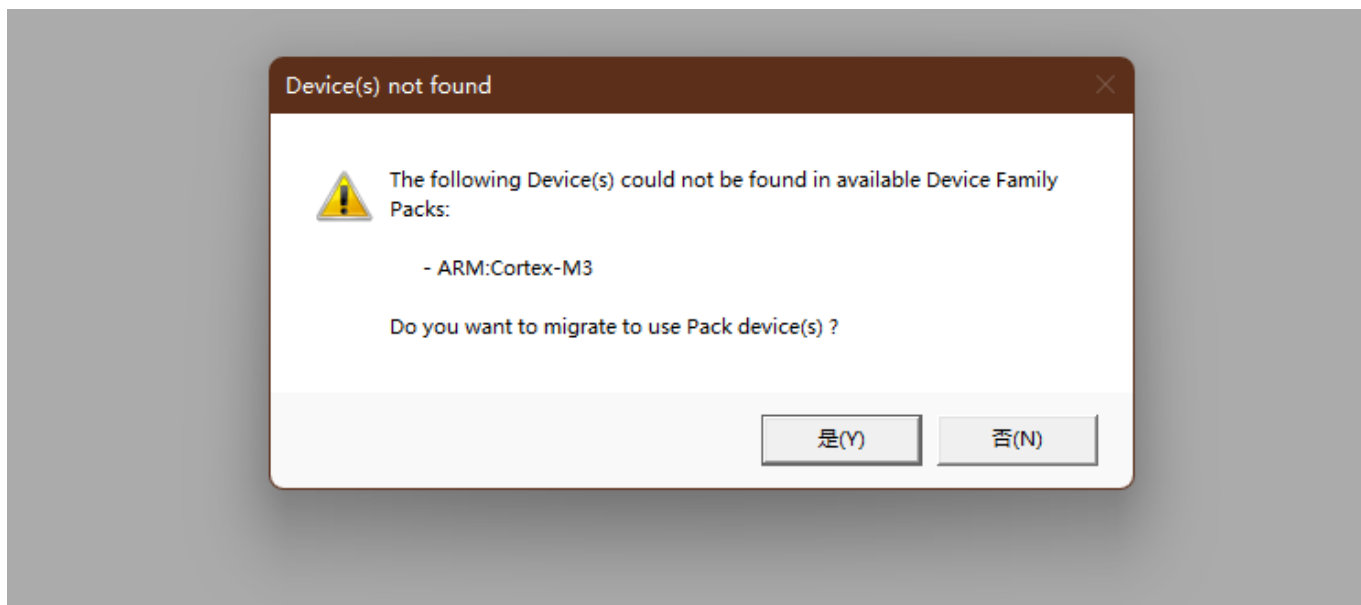 Device(s) not found
The following Device(s) could not be found in available Device Family
Packs:
- ARM:Cortex-M3
Do you want to migrate to use Pack device(s) ?
是(Y)
否(N)